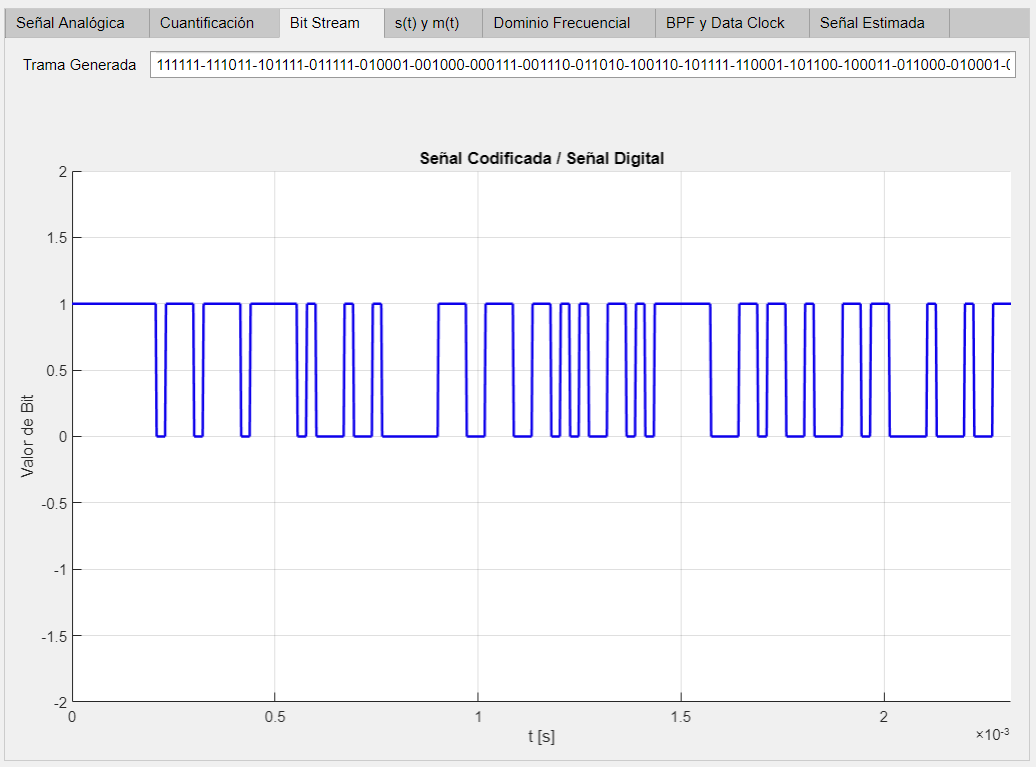 Señal Analógica Cuantificación Bit Stream s(t) y m(t) Dominio Frecuencial BPF y Data Clock Señal Estimada
Trama Generada 111111-111011-101111-011111-010001-001000-000111-001110-011010-100110-101111-110001-101100-100011-011000-010001-
Señal Codificada / Señal Digital
2
1.5
1
0.5
0
-0.5
-1
-1.5
-2
Valor de Bit
0 0.5 1 1.5 2
×10⁻³
t [s]